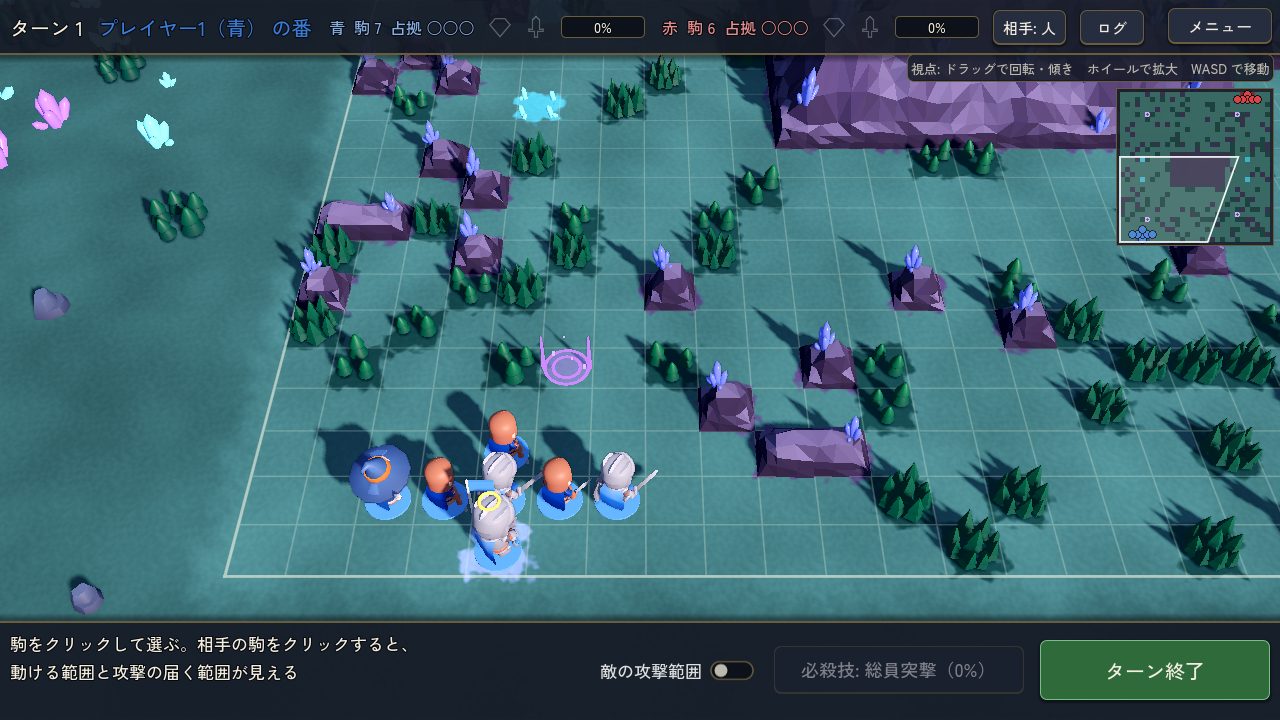 ターン 1 プレイヤー1（青） の番 青 駒 7 占拠 〇〇〇 0% 赤 駒 6 占拠 〇〇〇 0% 相手: 人 ログ メニュー
視点: ドラッグで回転・傾き ホイールで拡大 WASD で移動
駒をクリックして選ぶ。相手の駒をクリックすると、
動ける範囲と攻撃の届く範囲が見える
敵の攻撃範囲 必殺技: 総員突撃（0%） ターン終了